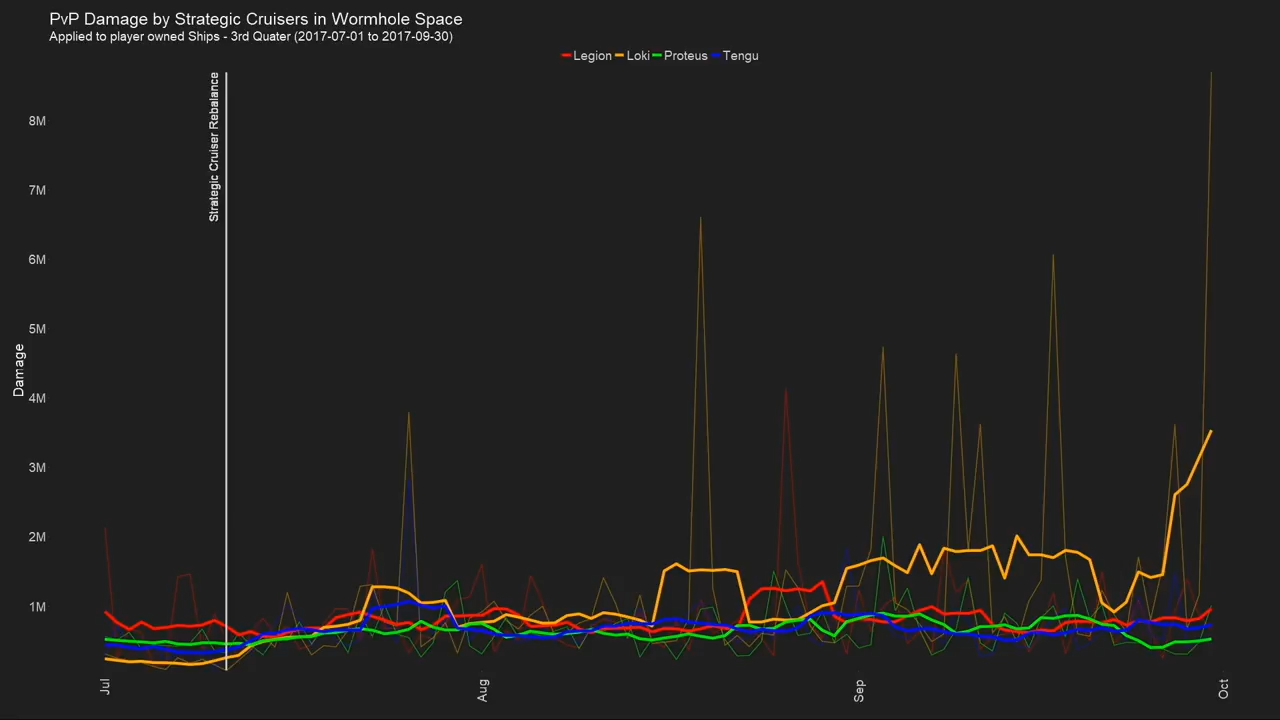 PvP Damage by Strategic Cruisers in Wormhole Space
Applied to player owned Ships - 3rd Quater (2017-07-01 to 2017-09-30)
Legion Loki Proteus Tengu
Strategic Cruiser Rebalance
8M
7M
6M
5M
4M
3M
2M
1M
Damage
Jul
Aug
Sep
Oct